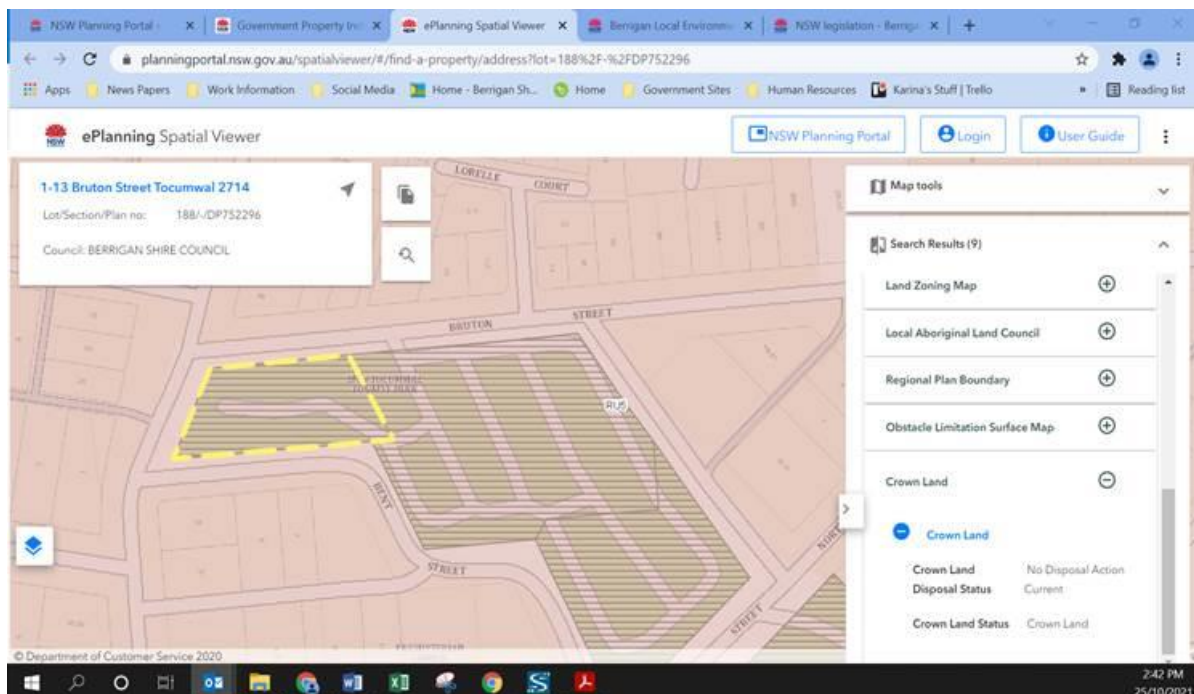 NSW Planning Portal
Government Property Ind
ePlanning Spatial Viewer
Berrigan Local Environme
NSW legislation - Berriga
planningportal.nsw.gov.au/spatialviewer/#/find-a-property/address?lot=188%2F-%2FDP752296
Apps
News Papers
Work Information
Social Media
Home - Berrigan Sh...
Home
Government Sites
Human Resources
Karina's Stuff | Trello
»
Reading list
NSW
ePlanning Spatial Viewer
NSW Planning Portal
Login
User Guide
1-13 Bruton Street Tocumwal 2714
Lot/Section/Plan no: 188/-/DP752296
Council: BERRIGAN SHIRE COUNCIL
LORELLE COURT
BRUTON STREET
TOCUMWAL
RU5
BENT
STREET
STREET
PRESBYTERIAN
Map tools
Search Results (9)
Land Zoning Map
Local Aboriginal Land Council
Regional Plan Boundary
Obstacle Limitation Surface Map
Crown Land
Crown Land
Crown Land Disposal Status
No Disposal Action Current
Crown Land Status
Crown Land
© Department of Customer Service 2020
2:42 PM